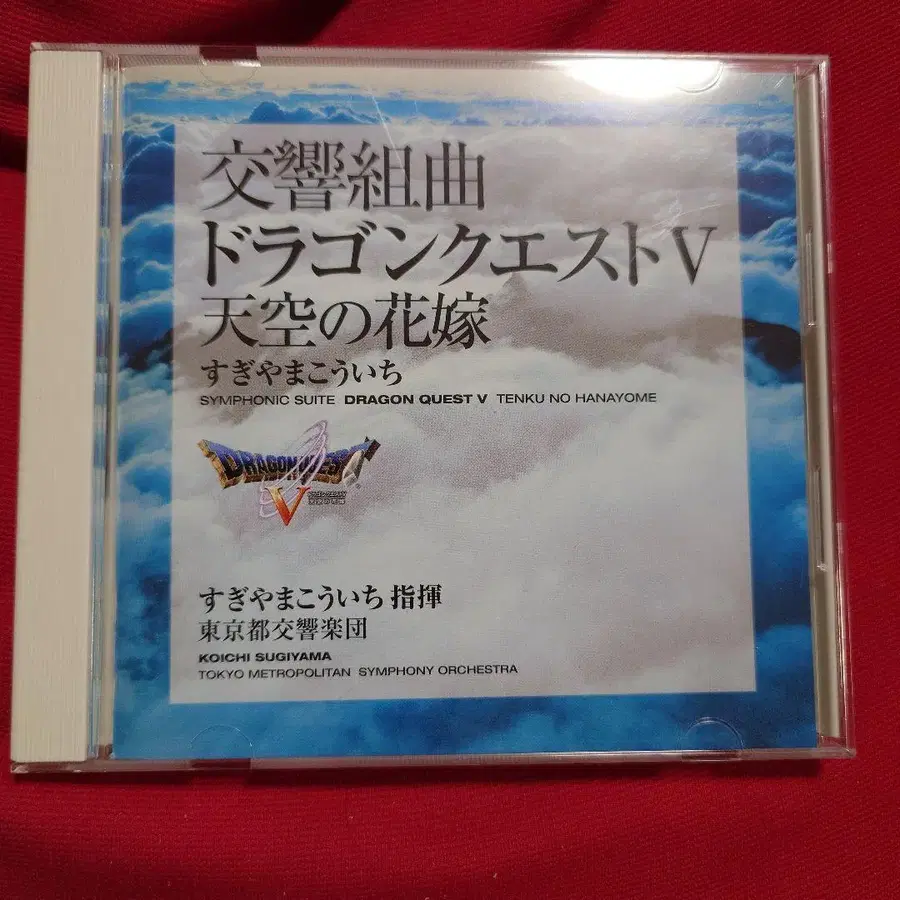 交響組曲
ドラゴンクエストV
天空の花嫁
すぎやまこういち
SYMPHONIC SUITE DRAGON QUEST V TENKU NO HANAYOME
DRAGON QUEST
V
すぎやまこういち 指揮
東京都交響楽団
KOICHI SUGIYAMA
TOKYO METROPOLITAN SYMPHONY ORCHESTRA